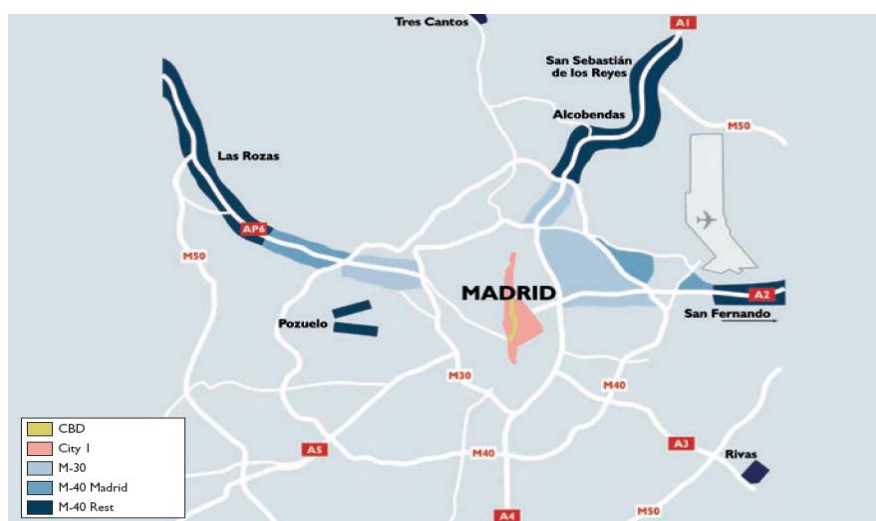 Tres Cantos
A1
San Sebastián
de los Reyes
Alcobendas
M50
Las Rozas
AP6
M50
MADRID
A2
San Fernando
Pozuelo
M30
M40
A5
M40
A3
Rivas
A4
M50
CBD
City 1
M-30
M-40 Madrid
M-40 Rest